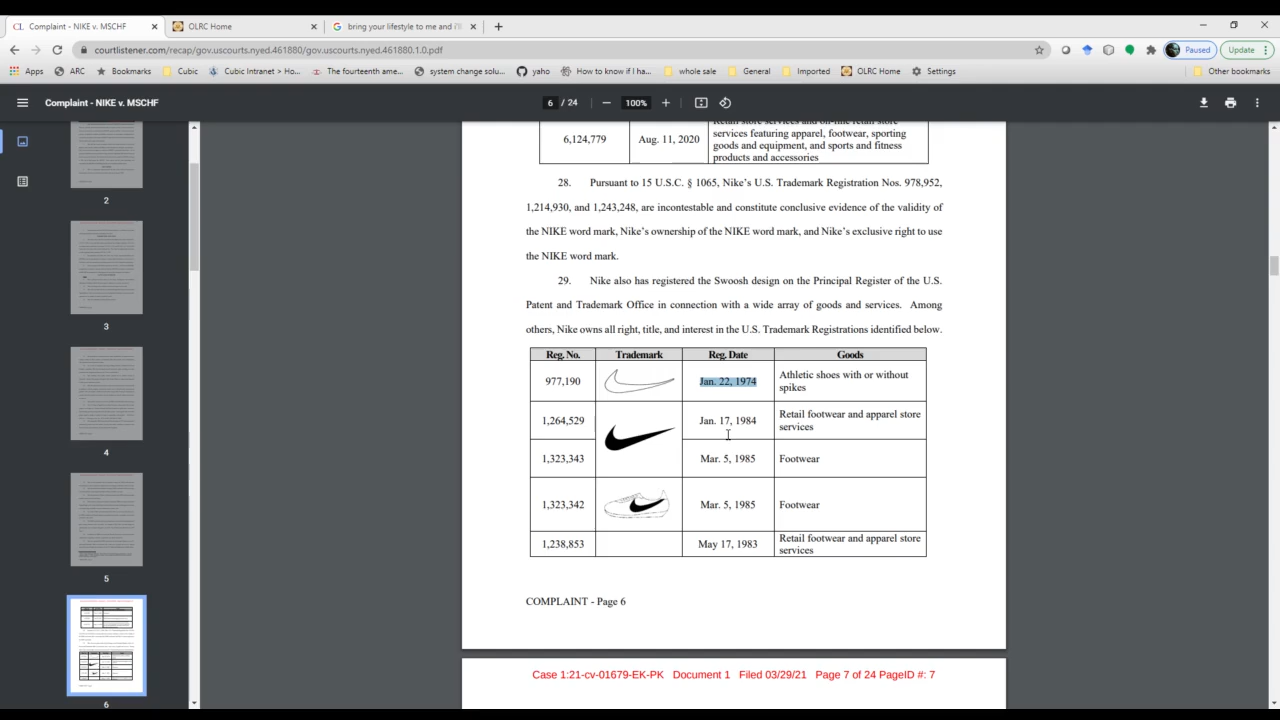 Complaint - NIKE v. MSCHF
OLRC Home
bring your lifestyle to me and i'l
courtlistener.com/recap/gov.uscourts.nyed.461880/gov.uscourts.nyed.461880.1.0.pdf
Paused
Update
Apps
ARC
Bookmarks
Cubic
Cubic Intranet > Ho...
The fourteenth ame...
system change solu...
yaho
How to know if I ha...
whole sale
General
Imported
OLRC Home
Settings
Other bookmarks
Complaint - NIKE v. MSCHF
6 / 24
100%
2
3
4
5
6
6,124,779 Aug. 11, 2020 Retail store services and on-line retail store
services featuring apparel, footwear, sporting
goods and equipment, and sports and fitness
products and accessories
28. Pursuant to 15 U.S.C. § 1065, Nike's U.S. Trademark Registration Nos. 978,952,
1,214,930, and 1,243,248, are incontestable and constitute conclusive evidence of the validity of
the NIKE word mark, Nike's ownership of the NIKE word mark, and Nike's exclusive right to use
the NIKE word mark.
29. Nike also has registered the Swoosh design on the Principal Register of the U.S.
Patent and Trademark Office in connection with a wide array of goods and services. Among
others, Nike owns all right, title, and interest in the U.S. Trademark Registrations identified below.
Reg. No. Trademark Reg. Date Goods
977,190 Jan. 22, 1974 Athletic shoes with or without
spikes
1,264,529 Jan. 17, 1984 Retail footwear and apparel store
services
1,323,343 Mar. 5, 1985 Footwear
1,323,342 Mar. 5, 1985 Footwear
1,238,853 May 17, 1983 Retail footwear and apparel store
services
COMPLAINT - Page 6
Case 1:21-cv-01679-EK-PK Document 1 Filed 03/29/21 Page 7 of 24 PageID #: 7